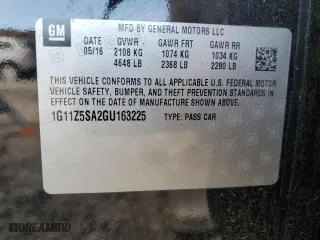 GM
MFD BY GENERAL MOTORS LLC
DATE GVWR GAWR FRT GAWR RR
05/16 2108 KG 1074 KG 1034 KG
4648 LB 2368 LB 2280 LB
THIS VEHICLE CONFORMS TO ALL APPLICABLE U.S. FEDERAL MOTOR
VEHICLE SAFETY, BUMPER, AND THEFT PREVENTION STANDARDS
IN EFFECT ON THE DATE OF MANUFACTURE SHOWN ABOVE.
1G11Z5SA2GU163225 TYPE: PASS CAR
DREAMBID